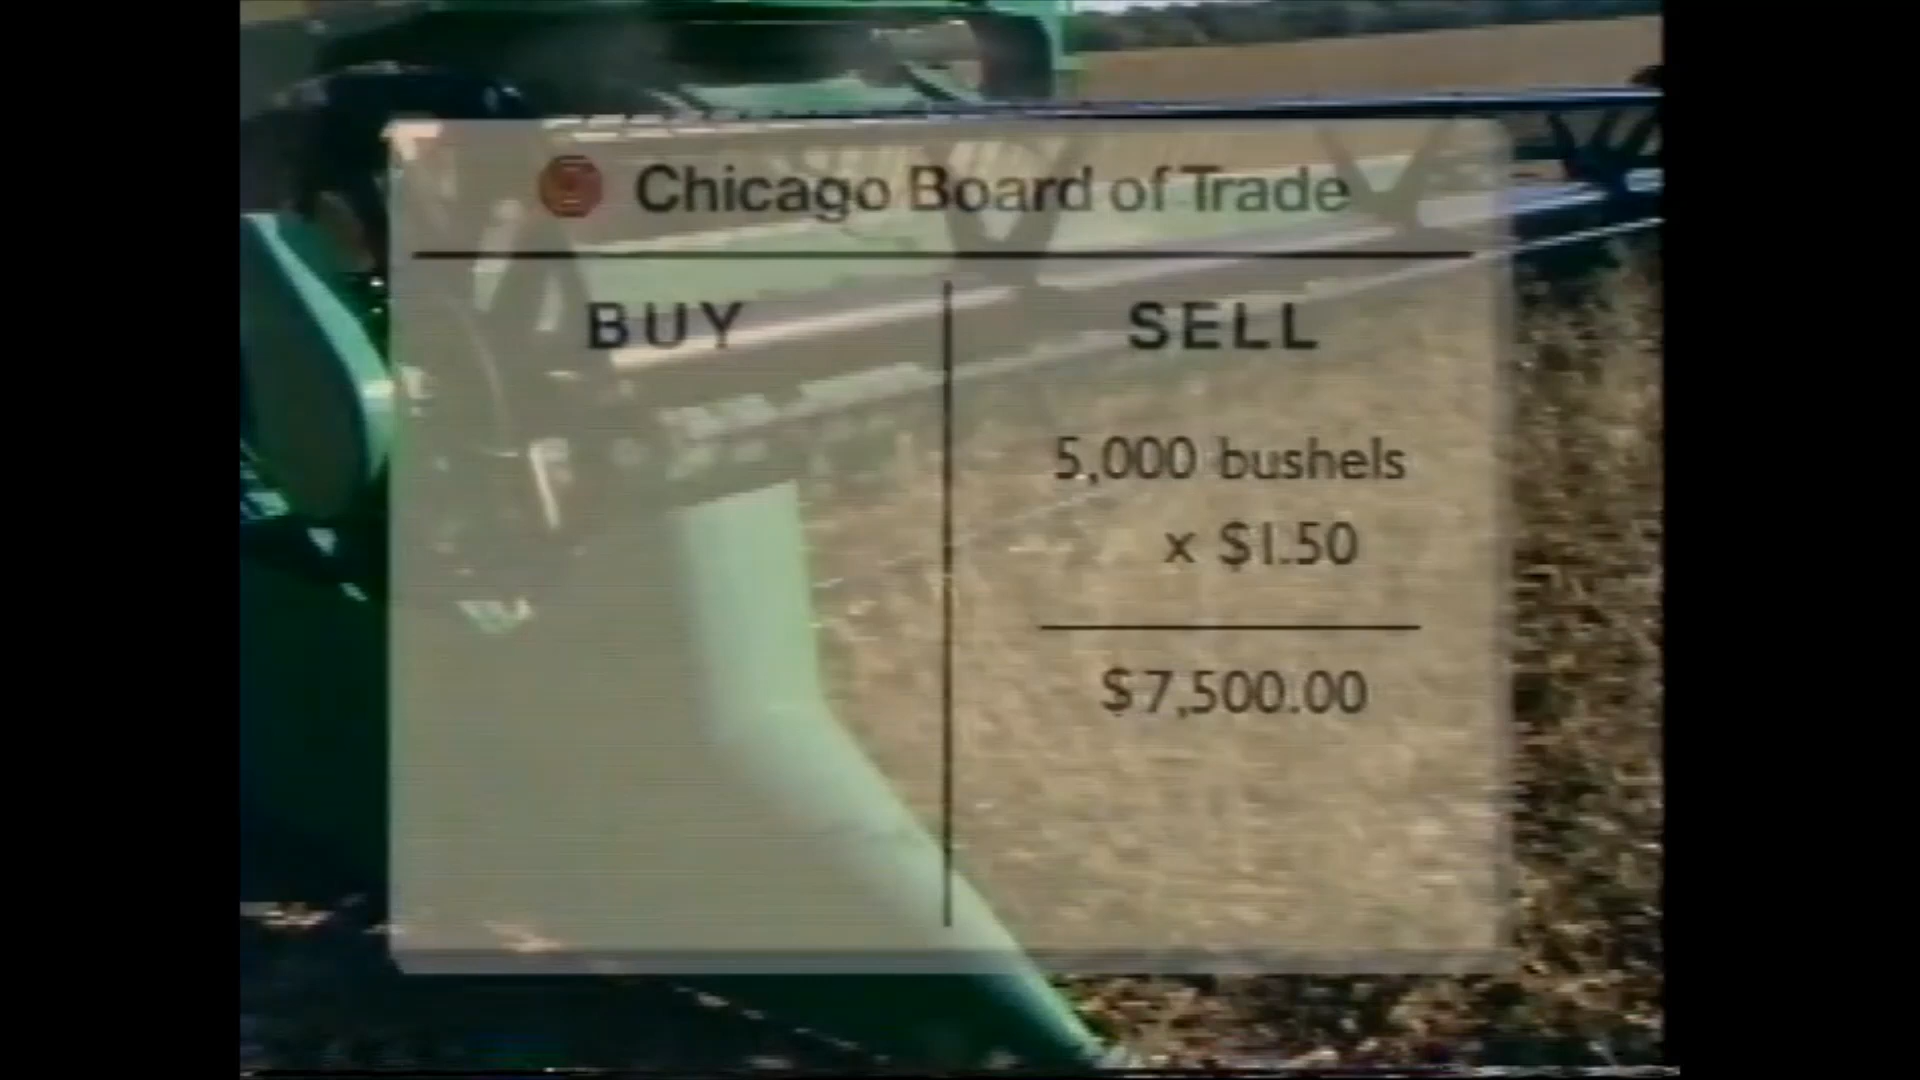 Chicago Board of Trade
BUY
SELL
5,000 bushels
x $1.50
$7,500.00